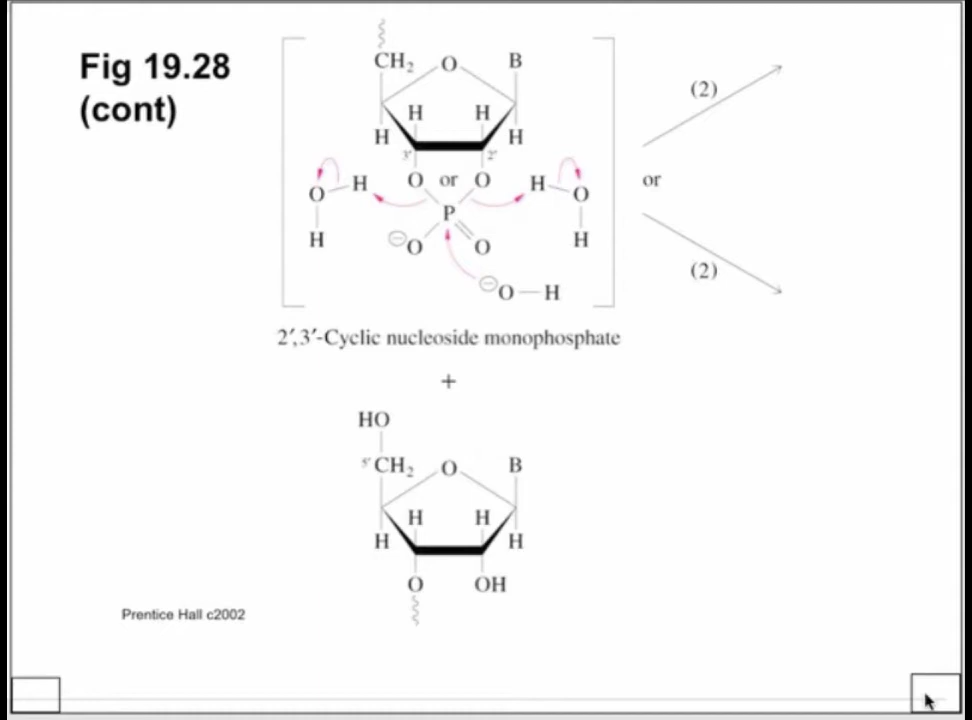 Fig 19.28
(cont)
CH₂ O B
H H
H H
3' 2'
O H O or O H O
P
H ⊖O O H
⊖O—H
(2)
or
(2)
2′,3′-Cyclic nucleoside monophosphate
+
HO
5' CH₂ O B
H H
H H
O OH
Prentice Hall c2002